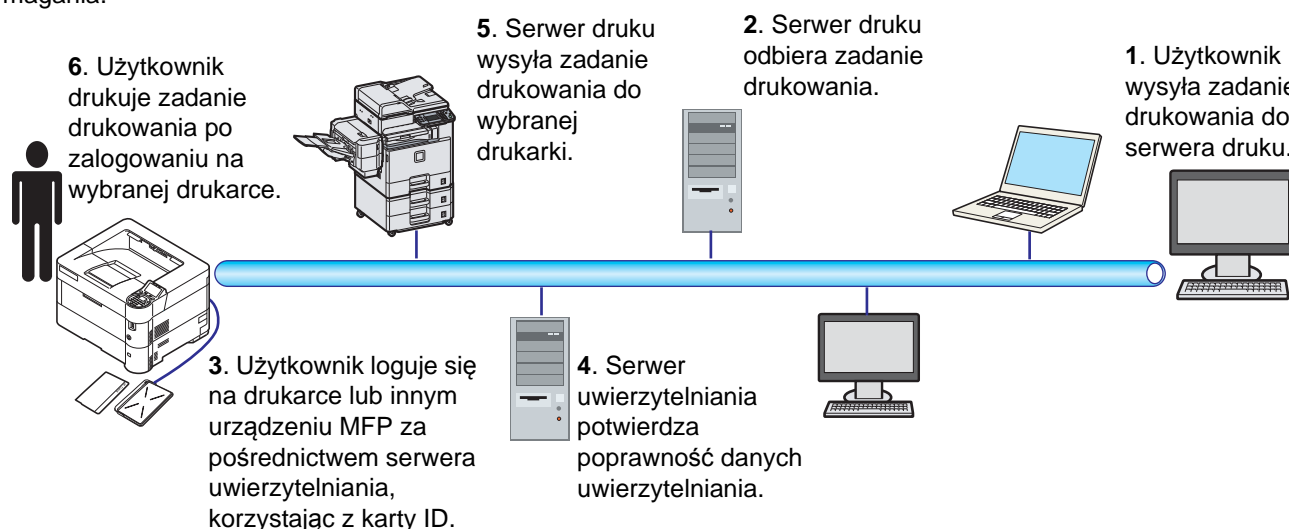 magania.
1. Użytkownik
wysyła zadanie
drukowania do
serwera druku.
2. Serwer druku
odbiera zadanie
drukowania.
3. Użytkownik loguje się
na drukarce lub innym
urządzeniu MFP za
pośrednictwem serwera
uwierzytelniania,
korzystając z karty ID.
4. Serwer
uwierzytelniania
potwierdza
poprawność danych
uwierzytelniania.
5. Serwer druku
wysyła zadanie
drukowania do
wybranej
drukarki.
6. Użytkownik
drukuje zadanie
drukowania po
zalogowaniu na
wybranej drukarce.